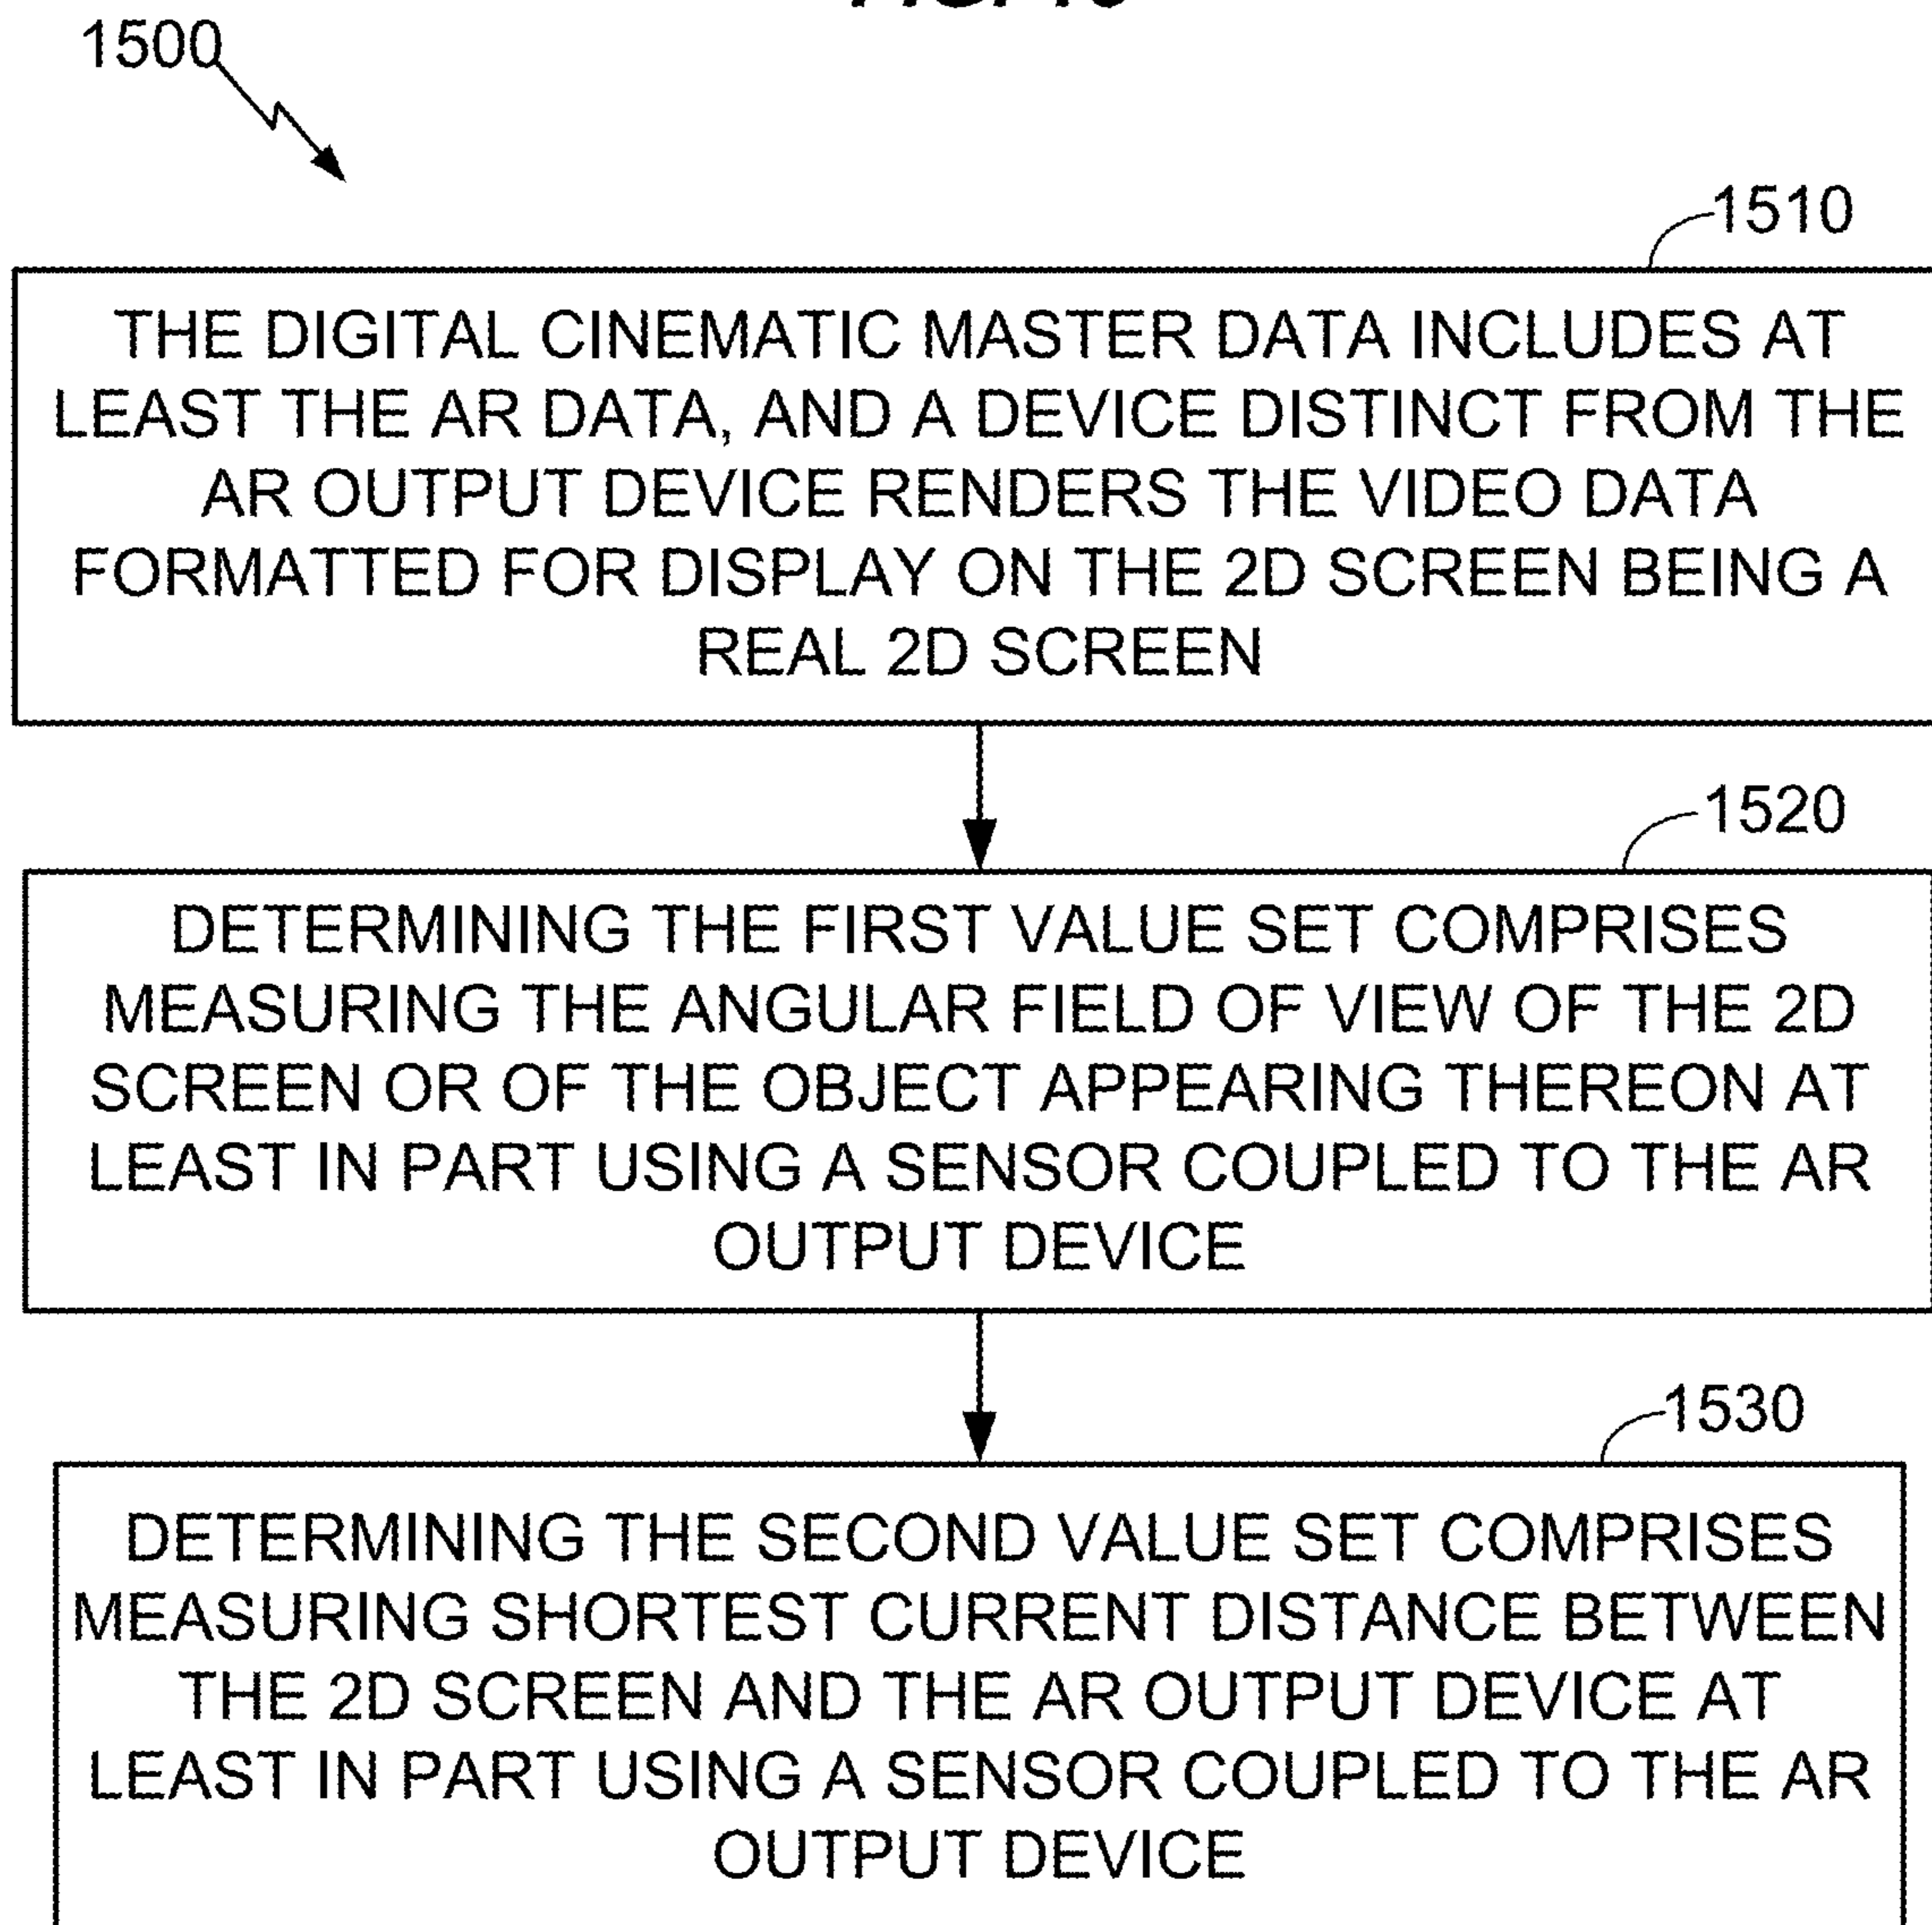 1500
1510
THE DIGITAL CINEMATIC MASTER DATA INCLUDES AT
LEAST THE AR DATA, AND A DEVICE DISTINCT FROM THE
AR OUTPUT DEVICE RENDERS THE VIDEO DATA
FORMATTED FOR DISPLAY ON THE 2D SCREEN BEING A
REAL 2D SCREEN
1520
DETERMINING THE FIRST VALUE SET COMPRISES
MEASURING THE ANGULAR FIELD OF VIEW OF THE 2D
SCREEN OR OF THE OBJECT APPEARING THEREON AT
LEAST IN PART USING A SENSOR COUPLED TO THE AR
OUTPUT DEVICE
1530
DETERMINING THE SECOND VALUE SET COMPRISES
MEASURING SHORTEST CURRENT DISTANCE BETWEEN
THE 2D SCREEN AND THE AR OUTPUT DEVICE AT
LEAST IN PART USING A SENSOR COUPLED TO THE AR
OUTPUT DEVICE